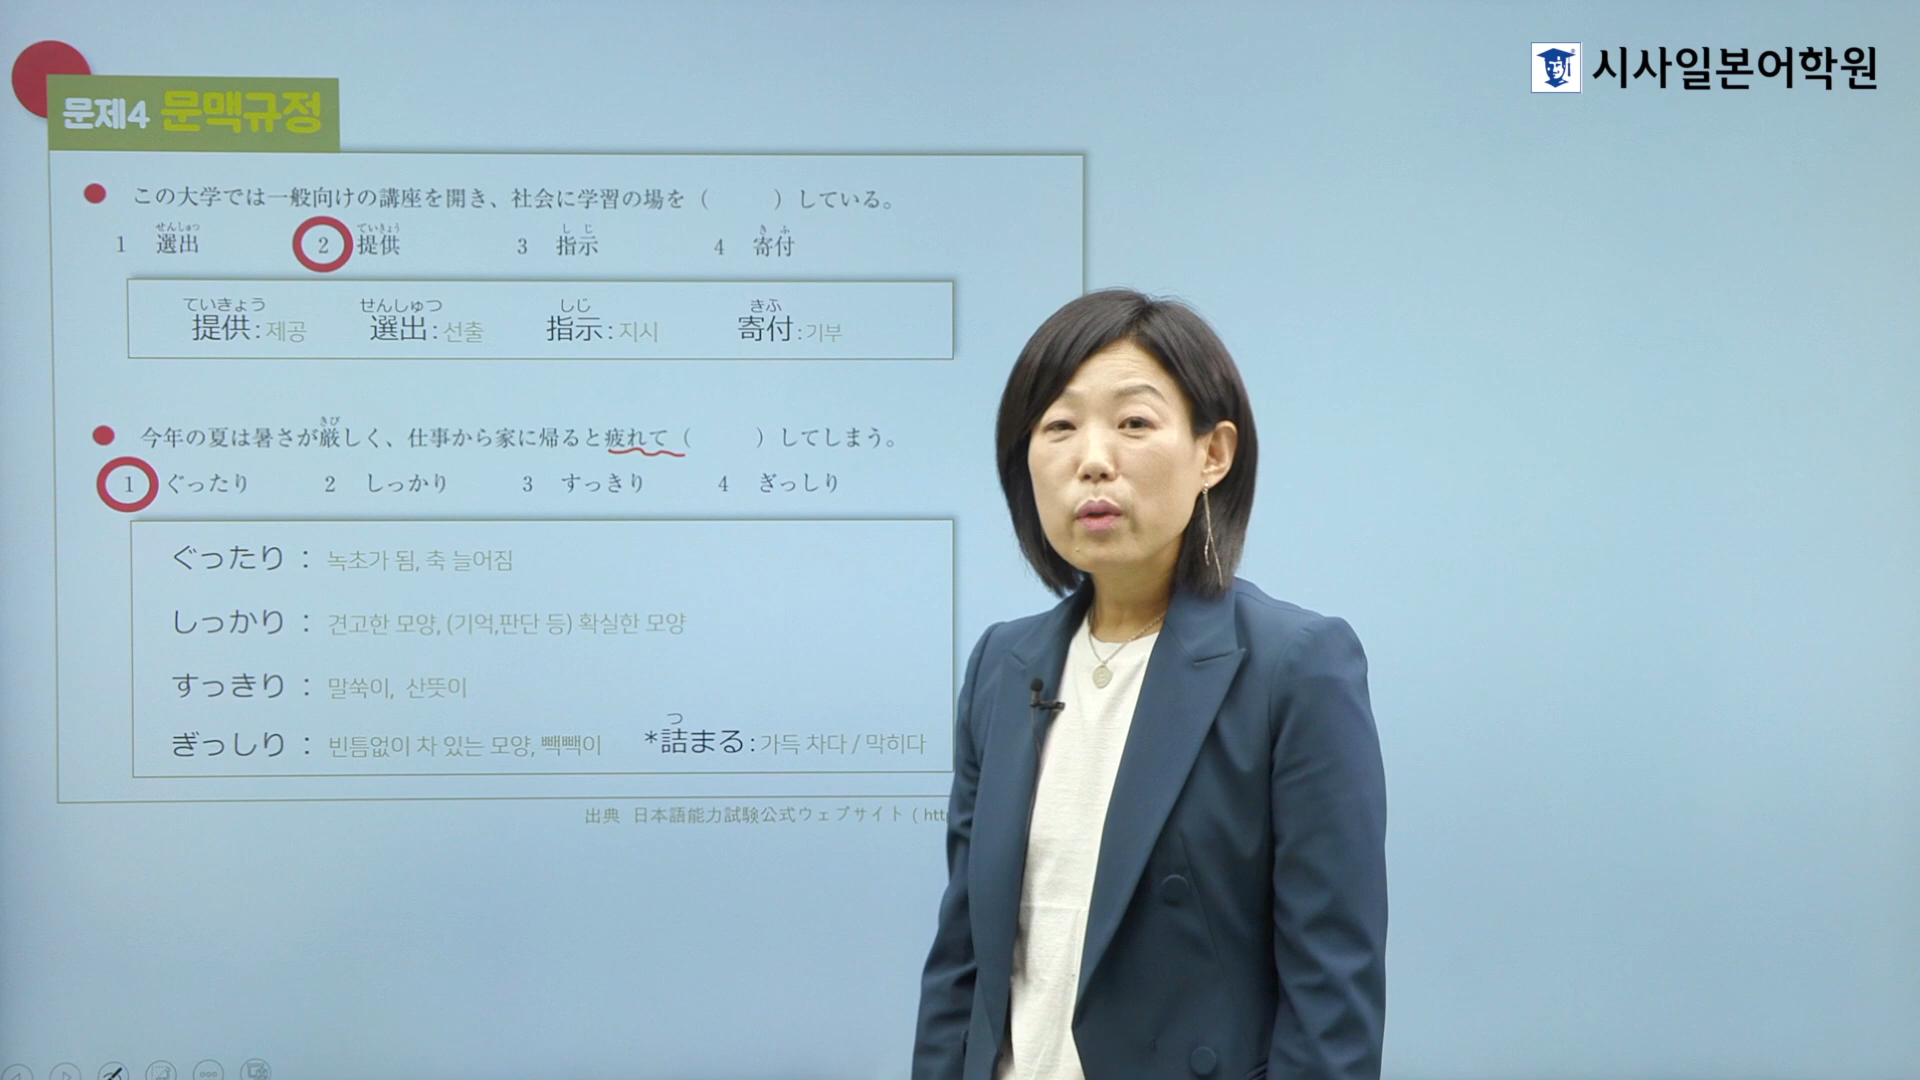 시사일본어학원
문제4 문맥규정
この大学では一般向けの講座を開き、社会に学習の場を（　　　）している。
せんしゅつ ていきょう しじ きふ
1 選出 2 提供 3 指示 4 寄付
ていきょう せんしゅつ しじ きふ
提供:제공 選出:선출 指示:지시 寄付:기부
きび
今年の夏は暑さが厳しく、仕事から家に帰ると疲れて（　　　）してしまう。
1 ぐったり 2 しっかり 3 すっきり 4 ぎっしり
ぐったり : 녹초가 됨, 축 늘어짐
しっかり : 견고한 모양, (기억,판단 등) 확실한 모양
すっきり : 말쑥이, 산뜻이
つ
ぎっしり : 빈틈없이 차 있는 모양, 빽빽이 *詰まる:가득 차다 / 막히다
出典 日本語能力試験公式ウェブサイト (